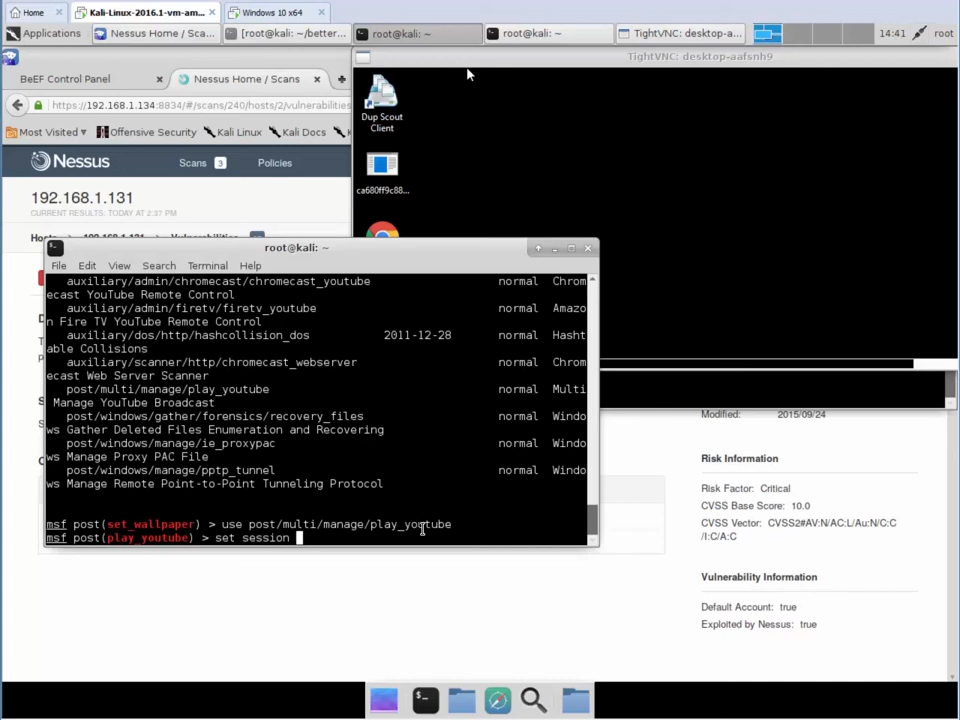 Home
Kali-Linux-2016.1-vm-am...
Windows 10 x64
Applications
Nessus Home / Sca...
[root@kali: ~/better...
root@kali: ~
root@kali: ~
TightVNC: desktop-a...
14:41
root
TightVNC: desktop-aafsnh9
BeEF Control Panel
Nessus Home / Scans
https://192.168.1.134:8834/#/scans/240/hosts/2/vulnerabilities
Most Visited
Offensive Security
Kali Linux
Kali Docs
Dup Scout
Client
ca680ff9c88...
Nessus
Scans
3
Policies
192.168.1.131
CURRENT RESULTS: TODAY AT 2:37 PM
root@kali: ~
File Edit View Search Terminal Help
auxiliary/admin/chromecast/chromecast_youtube normal Chrom
ecast YouTube Remote Control
auxiliary/admin/firetv/firetv_youtube normal Amazo
n Fire TV YouTube Remote Control
auxiliary/dos/http/hashcollision_dos 2011-12-28 normal Hasht
able Collisions
auxiliary/scanner/http/chromecast_webserver normal Chrom
ecast Web Server Scanner
post/multi/manage/play_youtube normal Multi
Manage YouTube Broadcast
post/windows/gather/forensics/recovery_files normal Windo
ws Gather Deleted Files Enumeration and Recovering
post/windows/manage/ie_proxypac normal Windo
ws Manage Proxy PAC File
post/windows/manage/pptp_tunnel normal Windo
ws Manage Remote Point-to-Point Tunneling Protocol
msf post(set_wallpaper) > use post/multi/manage/play_youtube
msf post(play_youtube) > set session
Modified: 2015/09/24
Risk Information
Risk Factor: Critical
CVSS Base Score: 10.0
CVSS Vector: CVSS2#AV:N/AC:L/Au:N/C:C
/I:C/A:C
Vulnerability Information
Default Account: true
Exploited by Nessus: true